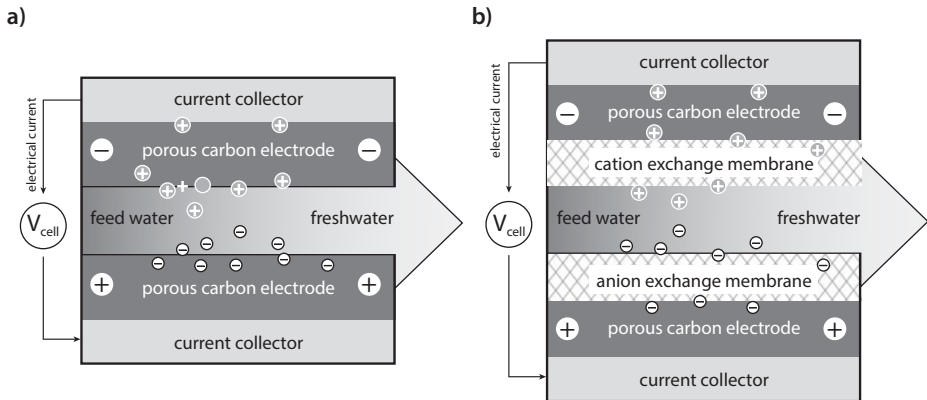 a)
current collector
porous carbon electrode
feed water
freshwater
porous carbon electrode
current collector
electrical current
V cell
b)
current collector
porous carbon electrode
cation exchange membrane
feed water
freshwater
anion exchange membrane
porous carbon electrode
current collector
electrical current
V cell